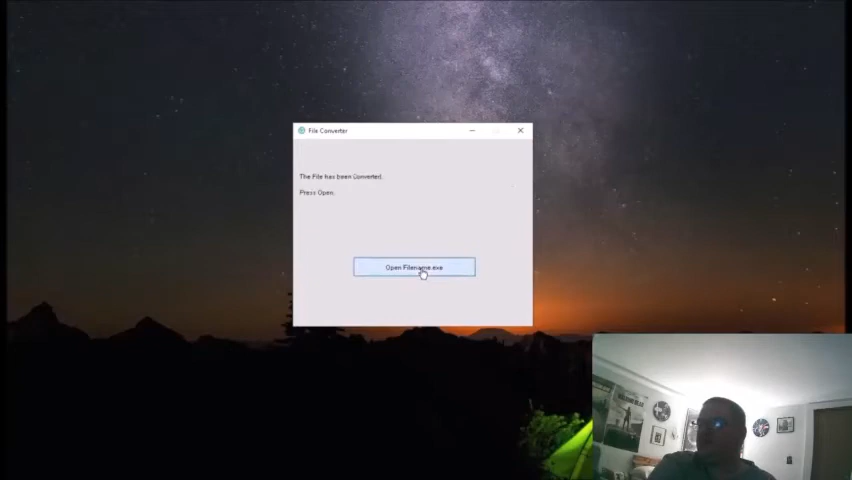 File Converter
The File has been Converted.
Press Open.
Open Filename.exe